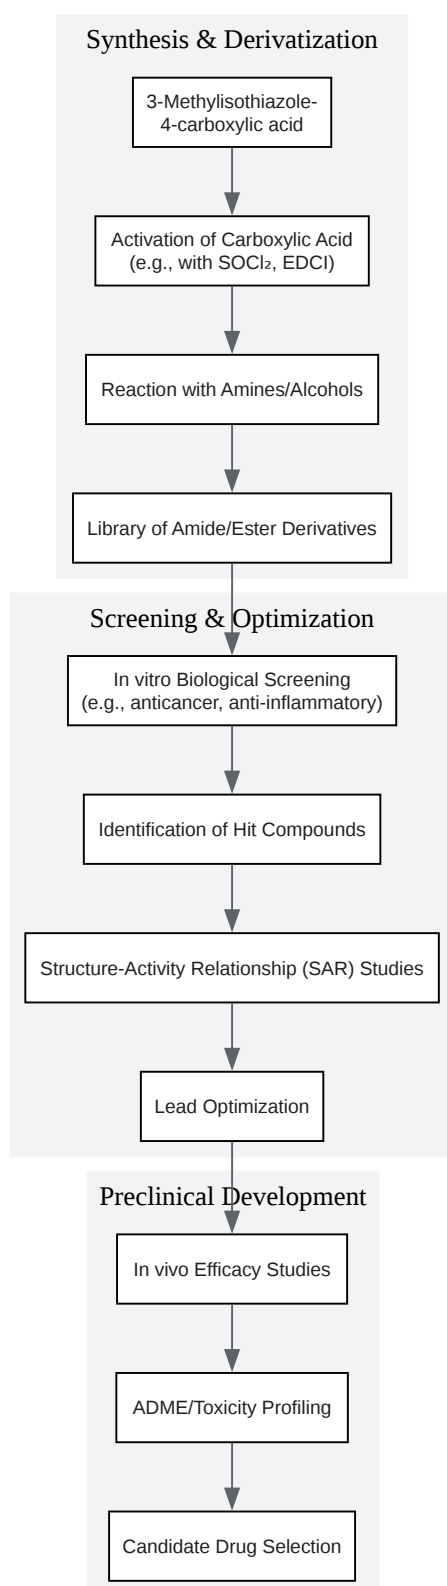 Synthesis & Derivatization
3-Methylisothiazole-
4-carboxylic acid
Activation of Carboxylic Acid
(e.g., with SOCl₂, EDCI)
Reaction with Amines/Alcohols
Library of Amide/Ester Derivatives
Screening & Optimization
In vitro Biological Screening
(e.g., anticancer, anti-inflammatory)
Identification of Hit Compounds
Structure-Activity Relationship (SAR) Studies
Lead Optimization
Preclinical Development
In vivo Efficacy Studies
ADME/Toxicity Profiling
Candidate Drug Selection